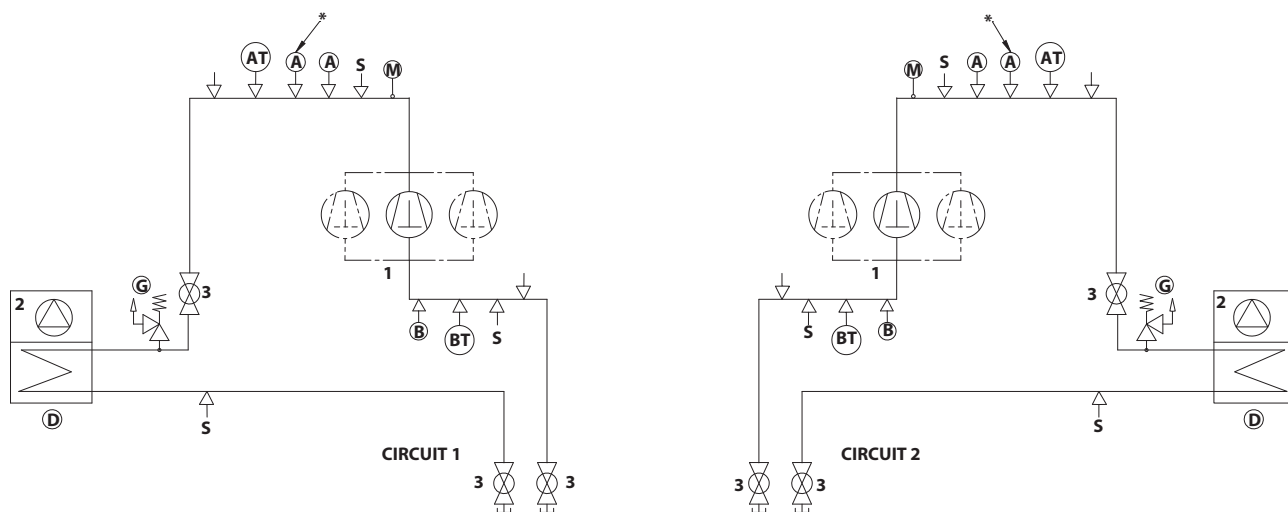 * *
AT A A S M M S A A AT
1 1
2 G 3 3 G 2
B BT S S BT B
D S S D
CIRCUIT 1 CIRCUIT 2
3 3 3 3